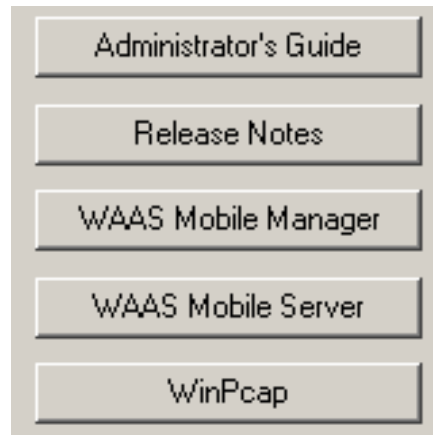 Administrator's Guide
Release Notes
WAAS Mobile Manager
WAAS Mobile Server
WinPcap